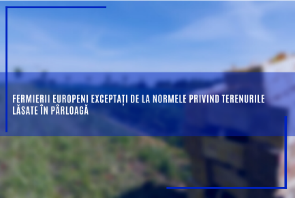 FERMIERII EUROPENI EXCEPTAȚI DE LA NORMELE PRIVIND TERENURILE
LĂSATE ÎN PÂRLOAGĂ